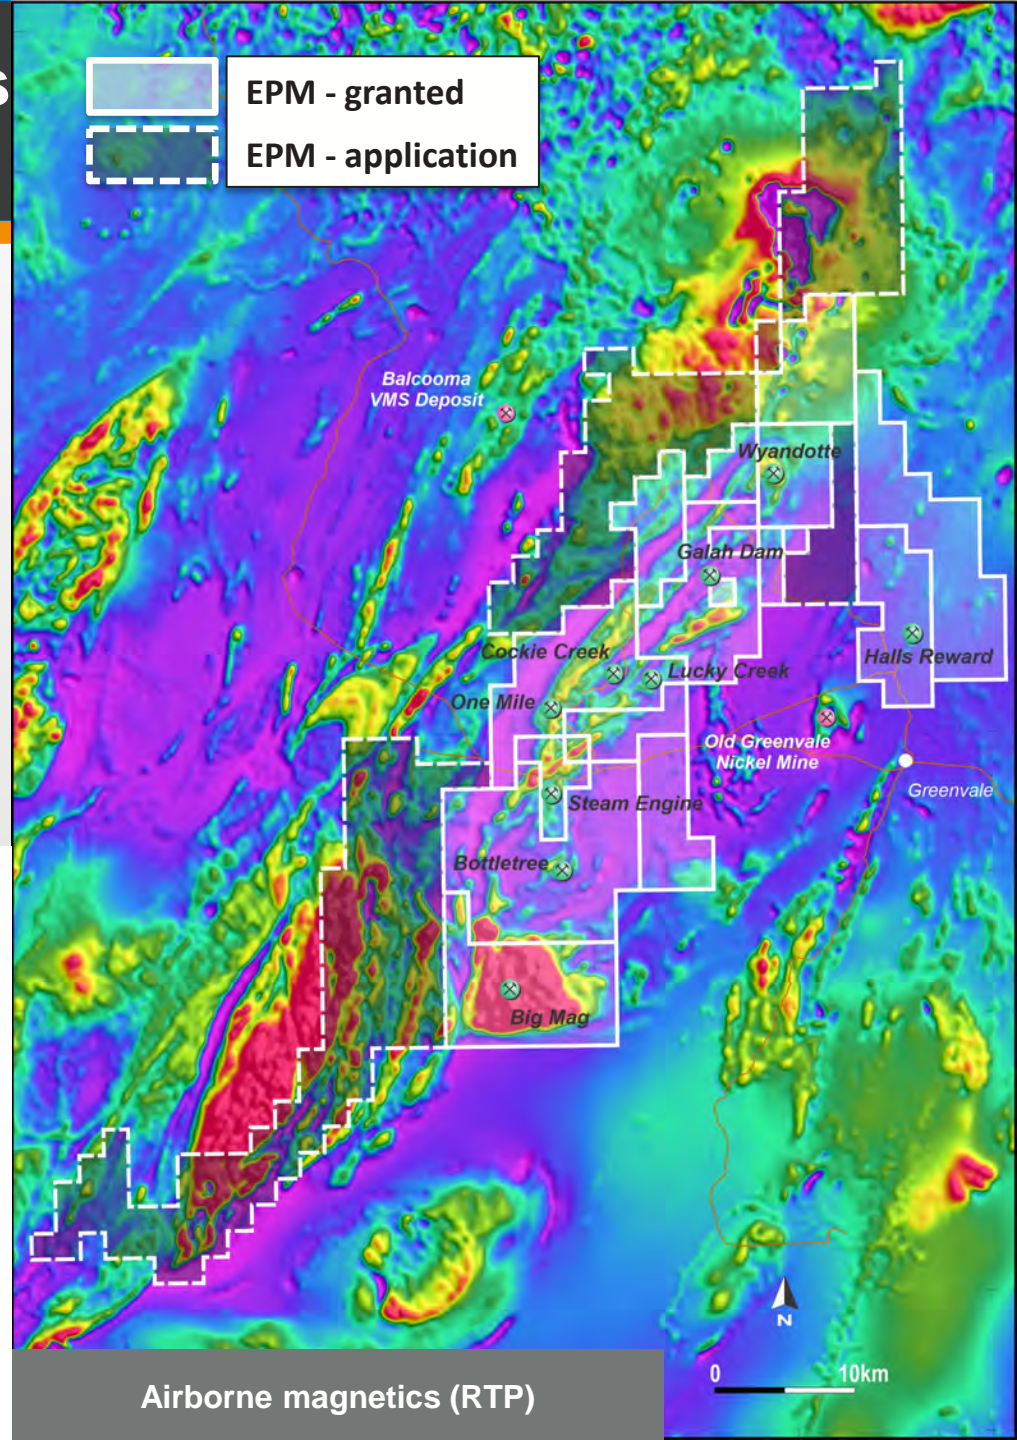 s
EPM - granted
EPM - application
Balcooma
VMS Deposit
Wyandotte
Galah Dam
Cockie Creek
Halls Reward
Lucky Creek
One Mile
Old Greenvale
Nickel Mine
Greenvale
Steam Engine
Bottletree
Big Mag
N
0 10km
Airborne magnetics (RTP)